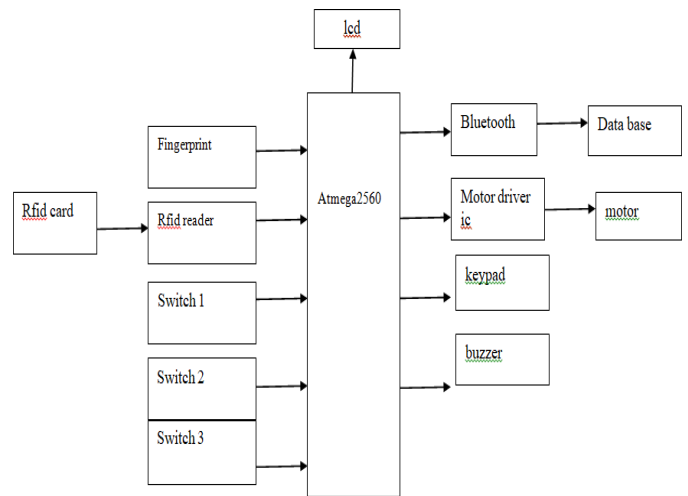 lcd
Fingerprint
Rfid card
Rfid reader
Switch 1
Switch 2
Switch 3
Atmega2560
Bluetooth
Data base
Motor driver
ic
motor
keypad
buzzer